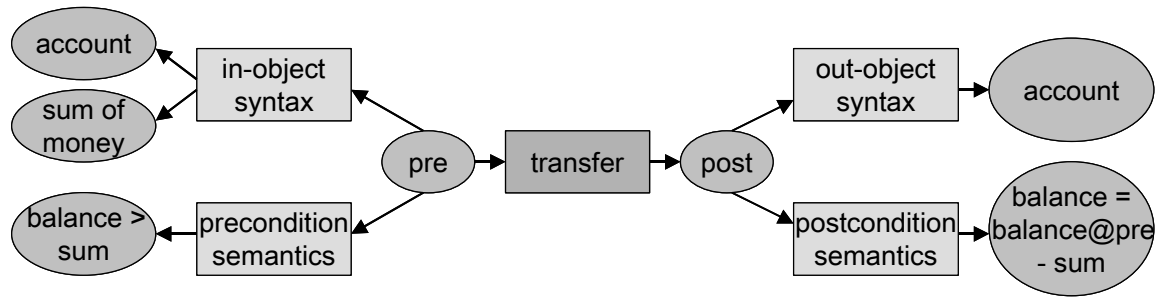 account
sum of
money
in-object
syntax
balance >
sum
precondition
semantics
pre
transfer
post
out-object
syntax
account
postcondition
semantics
balance =
balance@pre
- sum